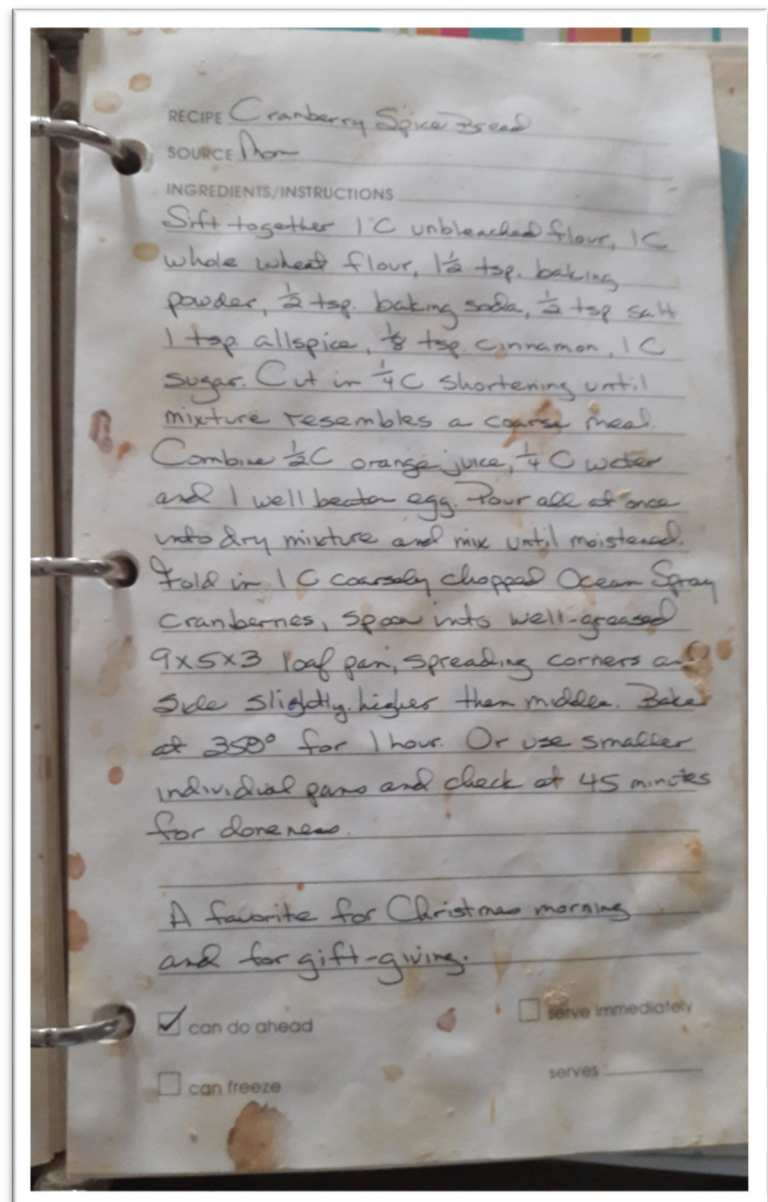 RECIPE Cranberry Spice Bread
SOURCE Mom
INGREDIENTS/INSTRUCTIONS
Sift together 1 C unbleached flour, 1C
whole wheat flour, 1½ tsp. baking
powder, ½ tsp. baking soda, ½ tsp salt
1 tsp allspice, ⅛ tsp. cinnamon, 1 C
sugar. Cut in ¼ C shortening until
mixture resembles a coarse meal.
Combine ½ C orange juice, ¼ C water
and 1 well beaten egg. Pour all at once
into dry mixture and mix until moistened.
Fold in 1 C coarsely chopped Ocean Spray
cranberries, spoon into well-greased
9x5x3 loaf pan, spreading corners and
side slightly higher then middle. Bake
at 350° for 1 hour. Or use smaller
individual pans and check at 45 minutes
for doneness.
A favorite for Christmas morning
and for gift-giving.
can do ahead
serve immediately
can freeze
serves